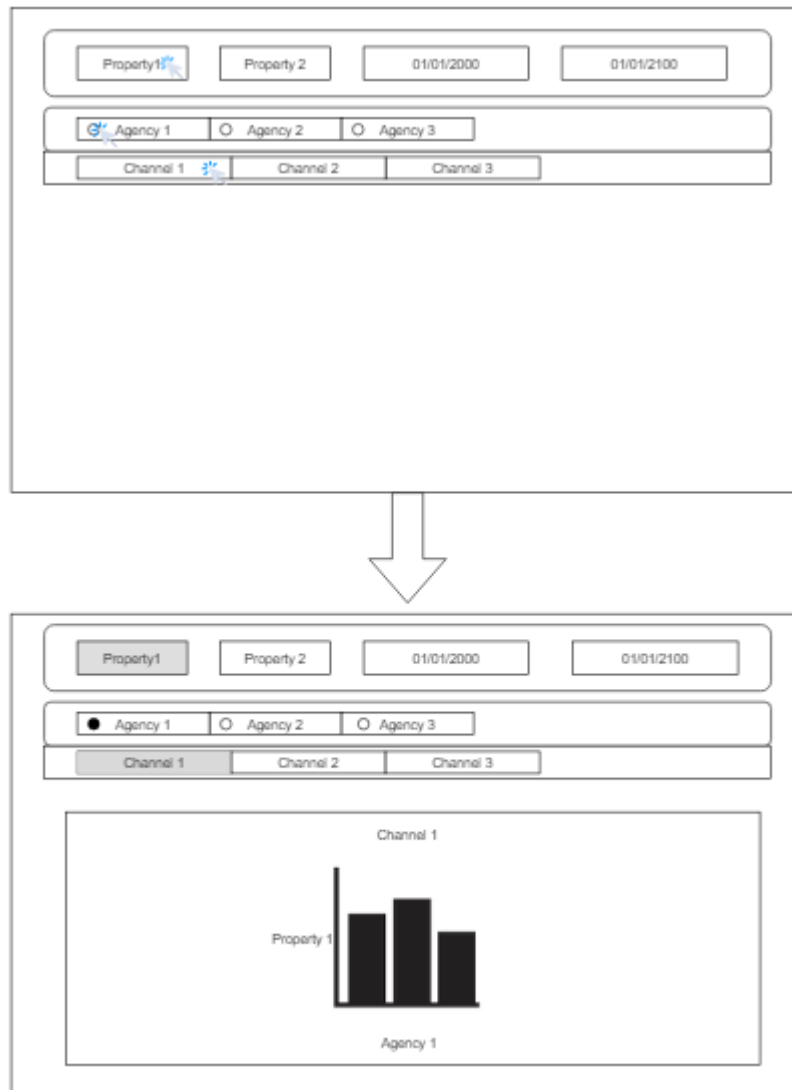 Property1 Property 2 01/01/2000 01/01/2100
Agency 1 Agency 2 Agency 3
Channel 1 Channel 2 Channel 3
Property1 Property 2 01/01/2000 01/01/2100
Agency 1 Agency 2 Agency 3
Channel 1 Channel 2 Channel 3
Channel 1
Property 1
Agency 1